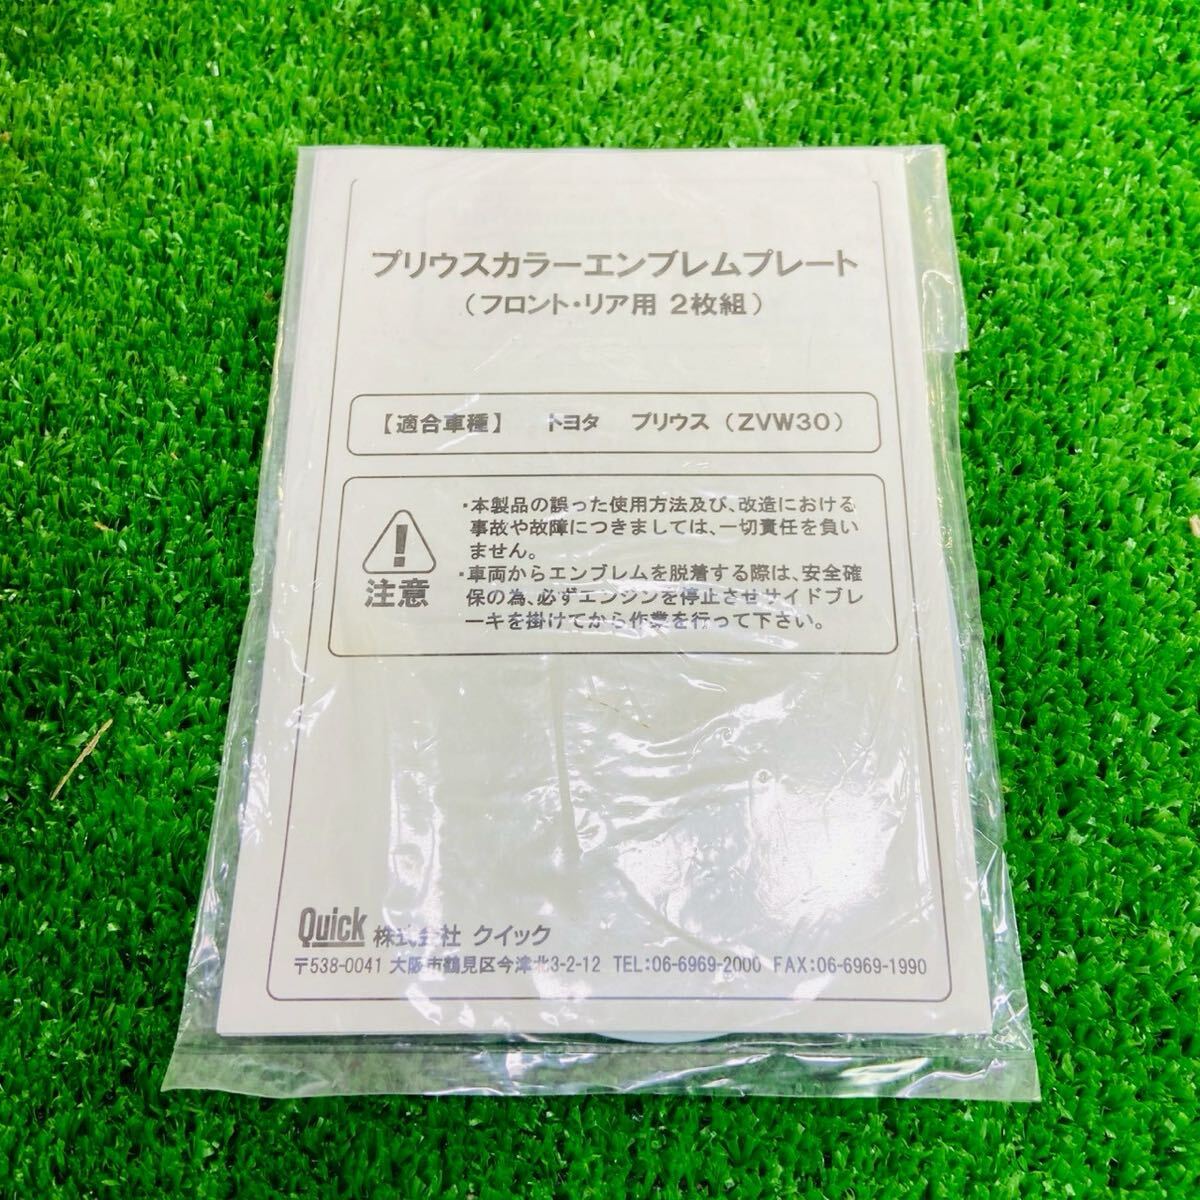 プリウスカラーエンブレムプレート
（フロント・リア用 2枚組）
【適合車種】 トヨタ プリウス（ZVW30）
・本製品の誤った使用方法及び、改造における
事故や故障につきましては、一切責任を負い
ません。
・車両からエンブレムを脱着する際は、安全確
保の為、必ずエンジンを停止させサイドブレ
ーキを掛けてから作業を行って下さい。
注意
Quick 株式会社 クイック
〒538-0041 大阪市鶴見区今津北3-2-12 TEL:06-6969-2000 FAX:06-6969-1990